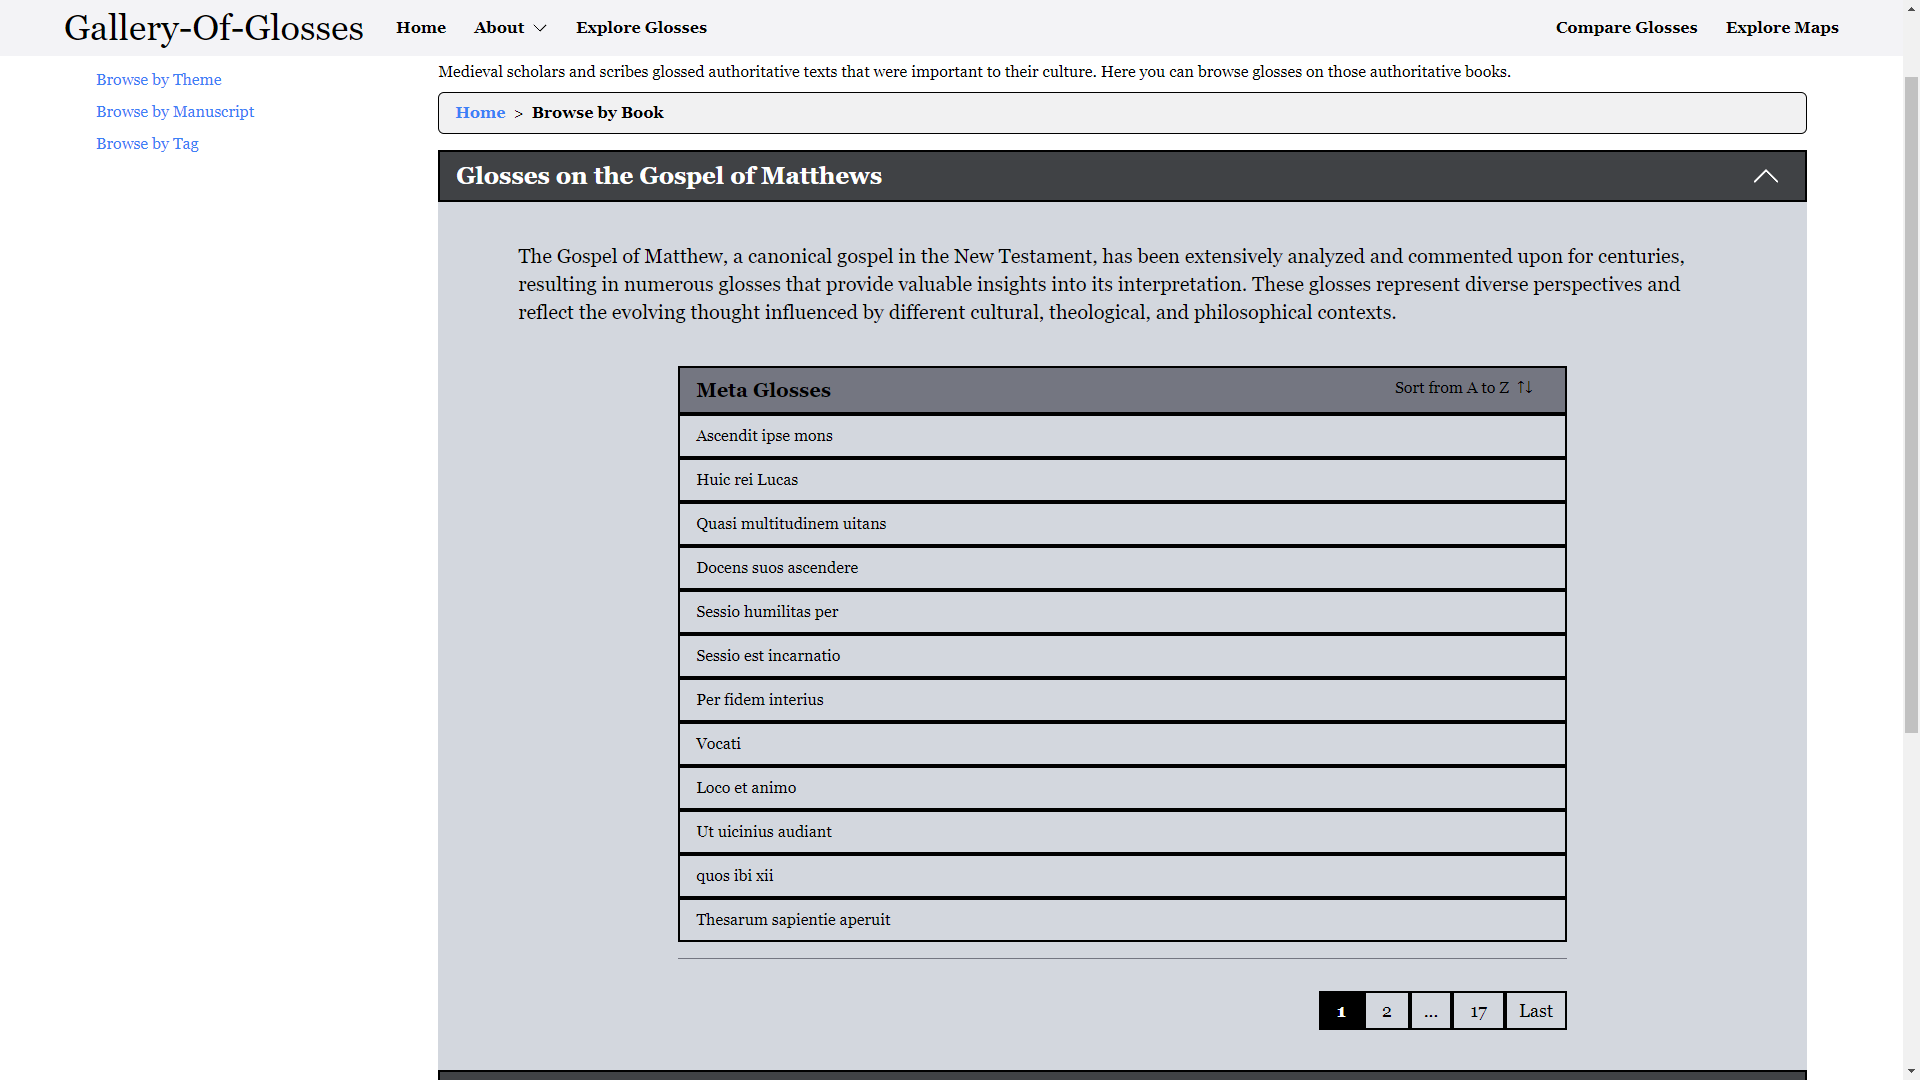 Gallery-Of-Glosses
Home
About
Explore Glosses
Compare Glosses
Explore Maps
Browse by Theme
Browse by Manuscript
Browse by Tag
Medieval scholars and scribes glossed authoritative texts that were important to their culture. Here you can browse glosses on those authoritative books.
Home > Browse by Book
Glosses on the Gospel of Matthews
The Gospel of Matthew, a canonical gospel in the New Testament, has been extensively analyzed and commented upon for centuries,
resulting in numerous glosses that provide valuable insights into its interpretation. These glosses represent diverse perspectives and
reflect the evolving thought influenced by different cultural, theological, and philosophical contexts.
Meta Glosses
Sort from A to Z ↑↓
Ascendit ipse mons
Huic rei Lucas
Quasi multitudinem uitans
Docens suos ascendere
Sessio humilitas per
Sessio est incarnatio
Per fidem interius
Vocati
Loco et animo
Ut uicinius audiant
quos ibi xii
Thesarum sapientie aperuit
1 2 ... 17 Last